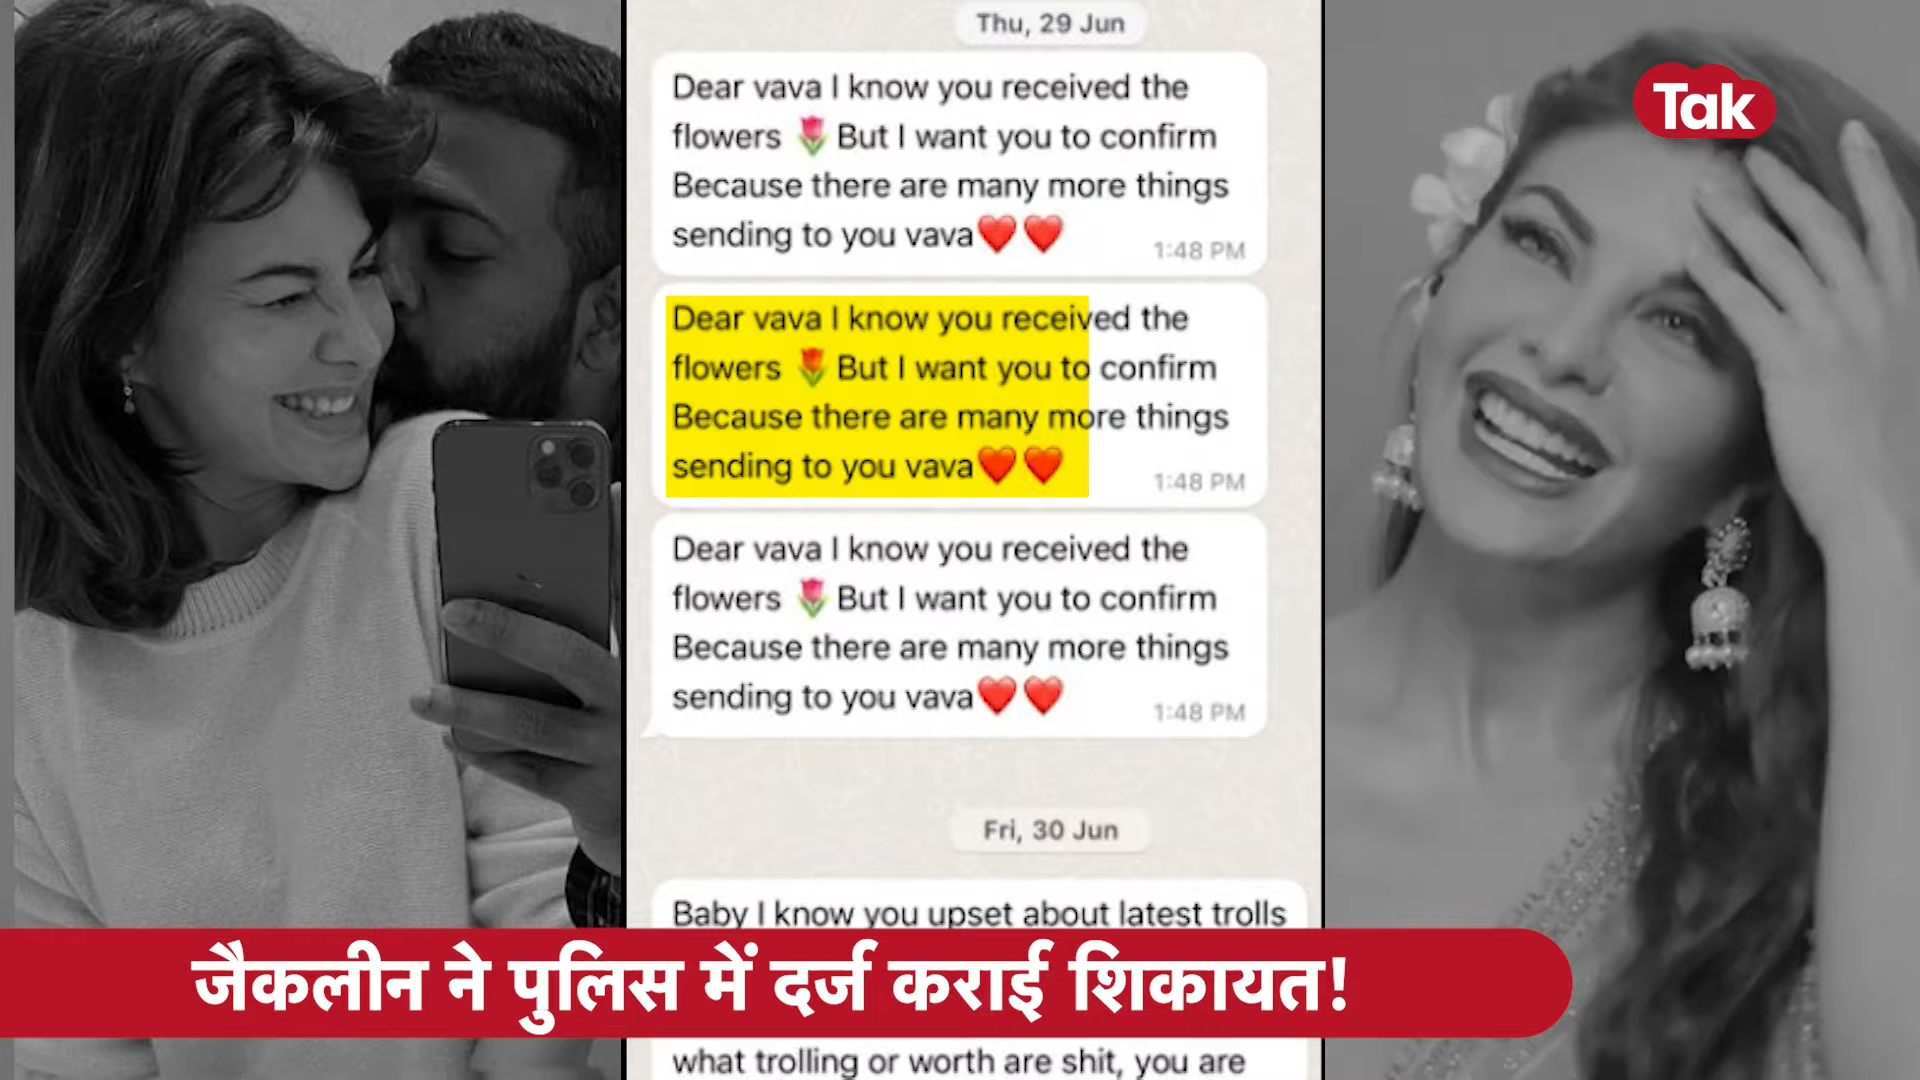 Thu, 29 Jun
Dear vava I know you received the
flowers 🌷 But I want you to confirm
Because there are many more things
sending to you vava❤️❤️
1:48 PM
Dear vava I know you received the
flowers 🌷 But I want you to confirm
Because there are many more things
sending to you vava❤️❤️
1:48 PM
Dear vava I know you received the
flowers 🌷 But I want you to confirm
Because there are many more things
sending to you vava❤️❤️
1:48 PM
Fri, 30 Jun
Baby I know you upset about latest trolls
जैकलीन ने पुलिस में दर्ज कराई शिकायत!
what trolling or worth are shit, you are
Tak